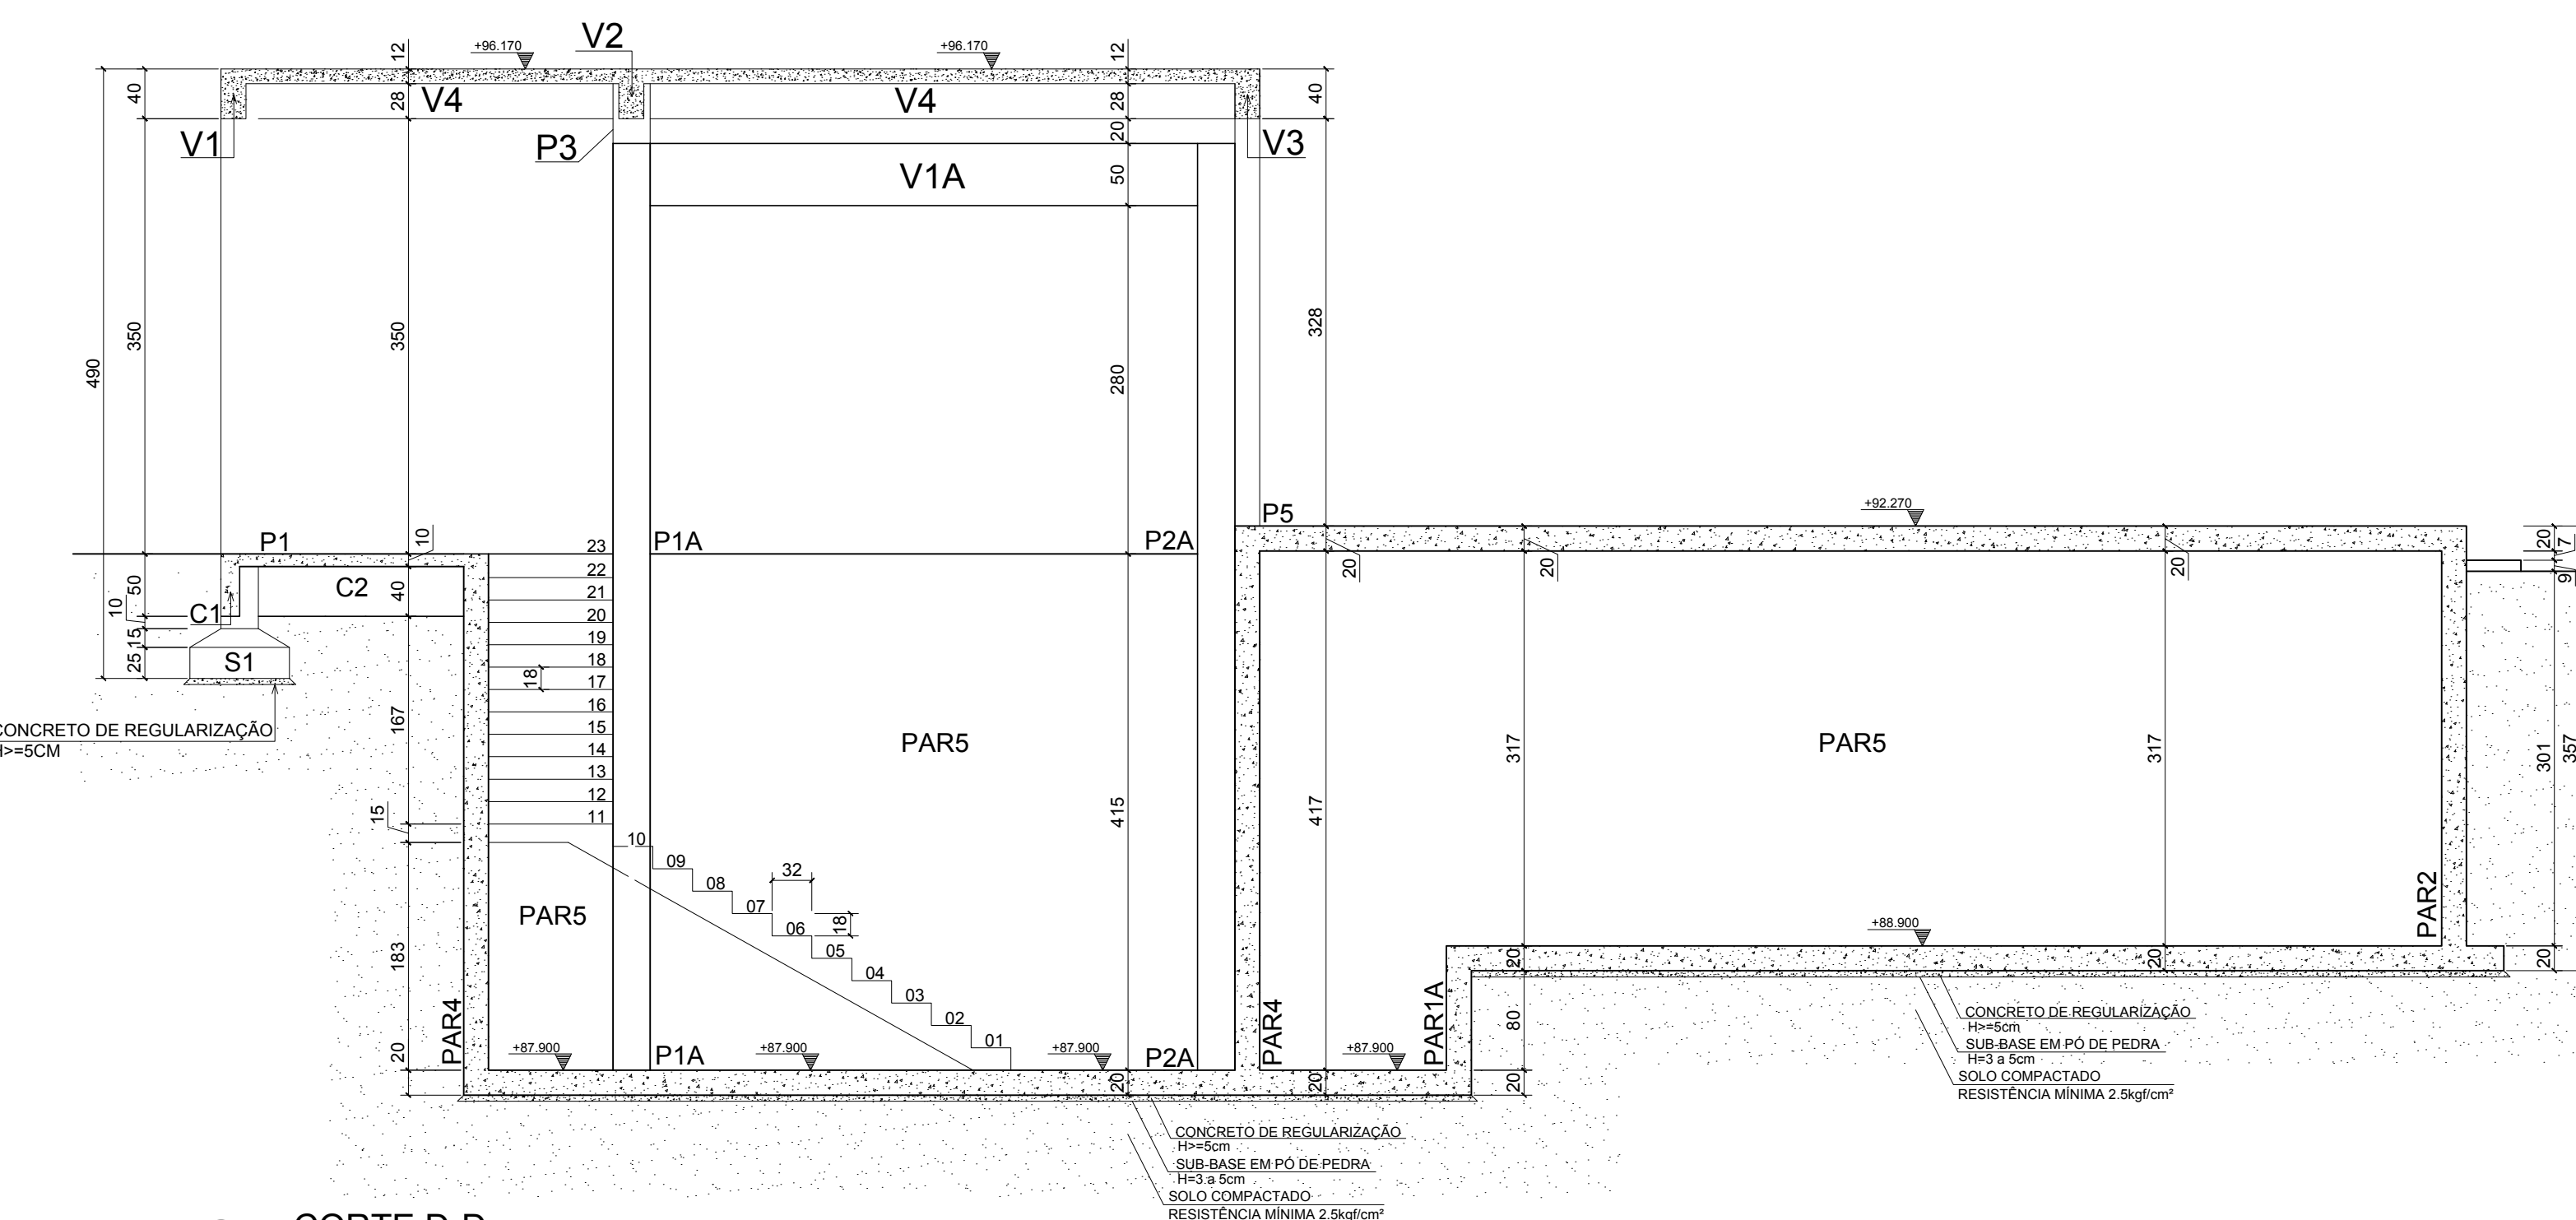 V2
+96.170
+96.170
12
12
40
28
V4
V4
28
40
V1
P3
20
V3
V1A
50
490
350
350
280
328
P5
+92.270
P1
10
23
P1A
P2A
20
20
20
20
7
9
22
C2
50
40
21
10
C1
20
15
19
S1
25
18
18
17
CONCRETO DE REGULARIZAÇÃO
H>=5CM
167
16
15
PAR5
PAR5
317
317
301
357
14
13
12
15
11
415
417
10
09
32
08
07
PAR5
06
18
05
+88.900
PAR2
183
04
20
20
20
03
PAR4
PAR4
PAR1A
02
80
CONCRETO DE REGULARIZAÇÃO
H>=5cm
SUB-BASE EM PÓ DE PEDRA
H=3 a 5cm
SOLO COMPACTADO
RESISTÊNCIA MÍNIMA 2.5kgf/cm²
01
20
+87.900
P1A
+87.900
+87.900
P2A
+87.900
20
20
20
CONCRETO DE REGULARIZAÇÃO
H>=5cm
SUB-BASE EM PÓ DE PEDRA
H=3 a 5cm
SOLO COMPACTADO
RESISTÊNCIA MÍNIMA 2.5kgf/cm²
CORTE D-D